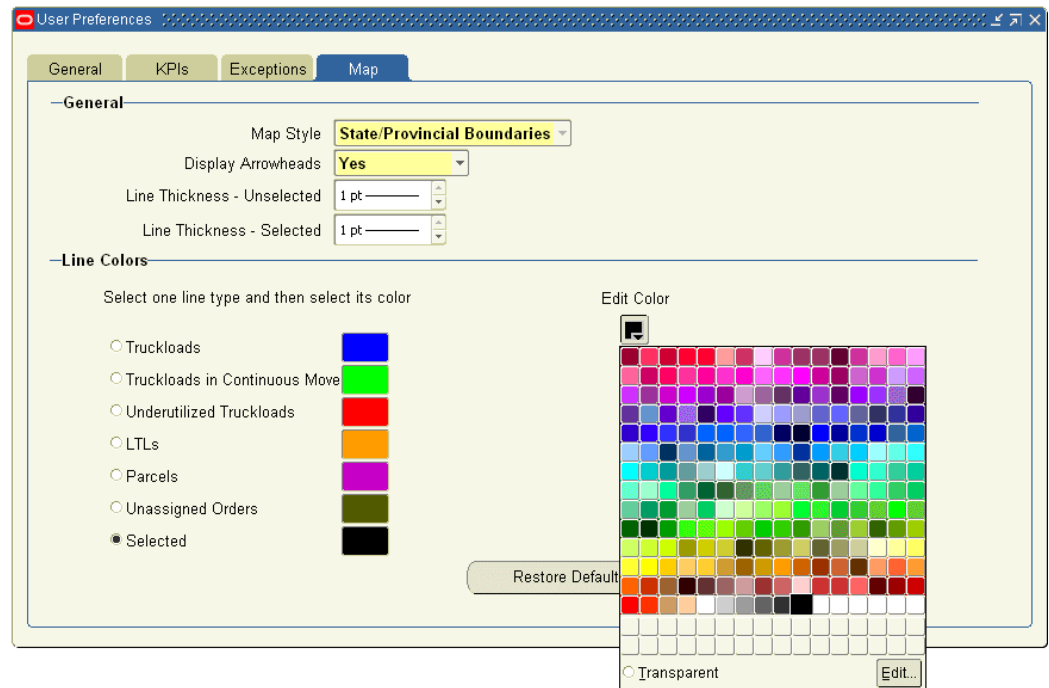 User Preferences
General KPIs Exceptions Map
General
Map Style State/Provincial Boundaries
Display Arrowheads Yes
Line Thickness - Unselected 1 pt
Line Thickness - Selected 1 pt
Line Colors
Select one line type and then select its color
Edit Color
Truckloads
Truckloads in Continuous Move
Underutilized Truckloads
LTLs
Parcels
Unassigned Orders
Selected
Restore Default
Transparent Edit...